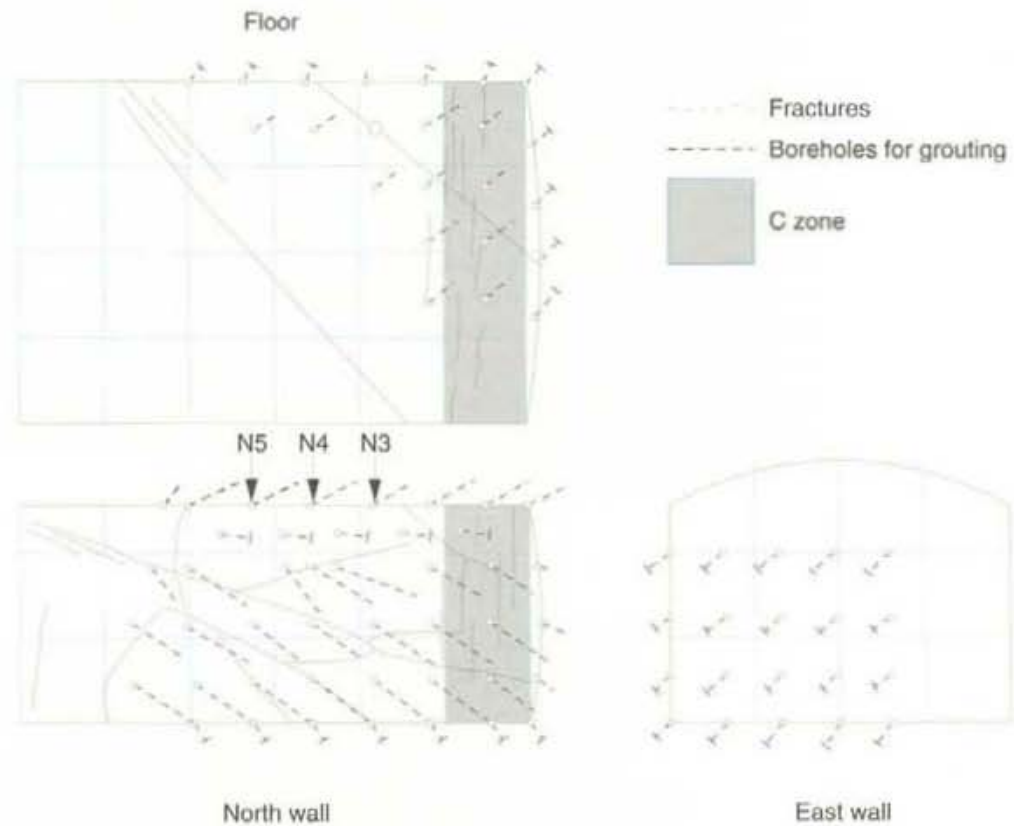 Floor
Fractures
Boreholes for grouting
C zone
N5 N4 N3
North wall
East wall